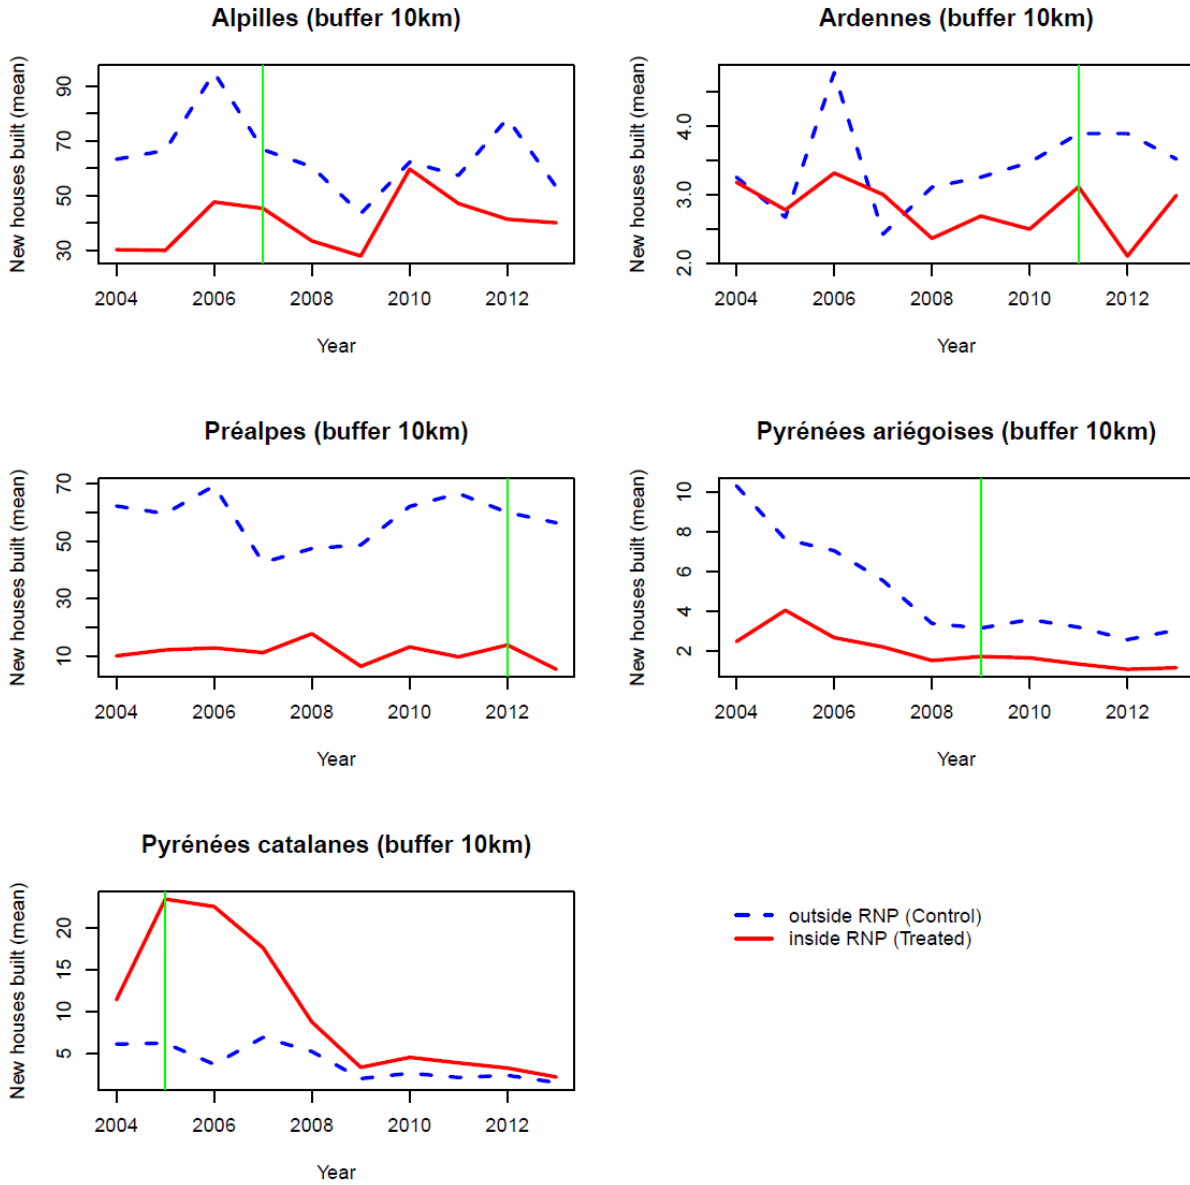 Alpilles (buffer 10km)
New houses built (mean)
90
70
50
30
2004 2006 2008 2010 2012
Year
Ardennes (buffer 10km)
New houses built (mean)
4.0
3.0
2.0
2004 2006 2008 2010 2012
Year
Préalpes (buffer 10km)
New houses built (mean)
70
50
30
10
2004 2006 2008 2010 2012
Year
Pyrénées ariégoises (buffer 10km)
New houses built (mean)
10
8
6
4
2
2004 2006 2008 2010 2012
Year
Pyrénées catalanes (buffer 10km)
New houses built (mean)
20
15
10
5
2004 2006 2008 2010 2012
Year
outside RNP (Control)
inside RNP (Treated)